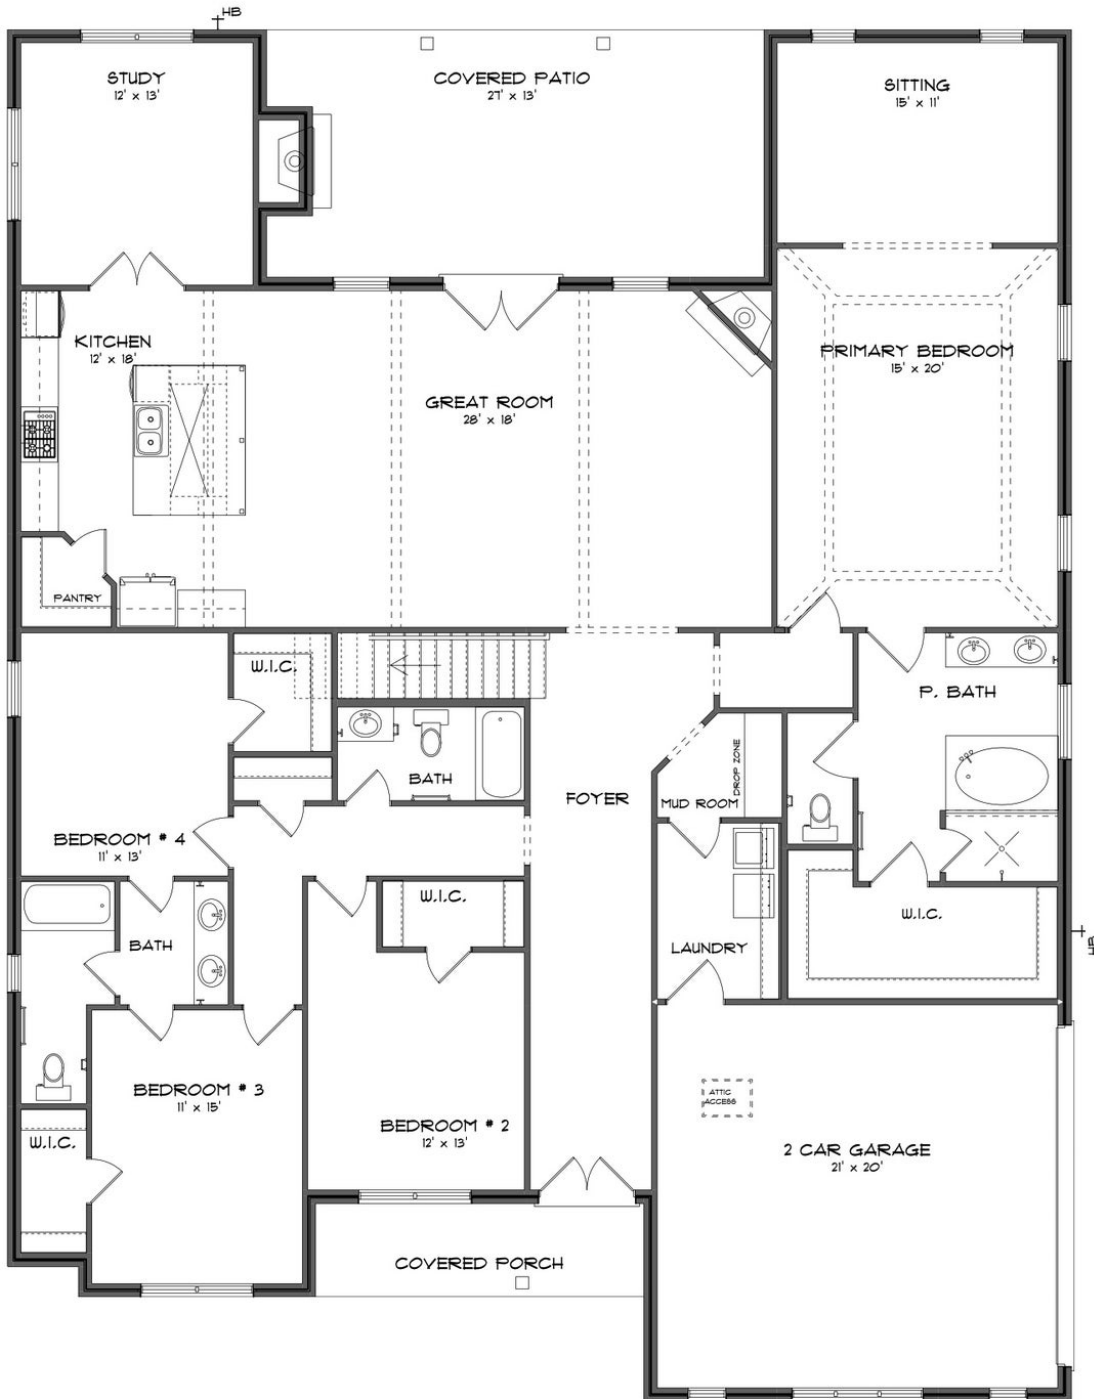 HB
STUDY
12' x 13'
COVERED PATIO
27' x 13'
SITTING
15' x 11'
KITCHEN
12' x 18'
PRIMARY BEDROOM
15' x 20'
GREAT ROOM
28' x 18'
PANTRY
W.I.C.
P. BATH
BATH
DROP ZONE
FOYER
MUD ROOM
BEDROOM # 4
11' x 13'
W.I.C.
W.I.C.
BATH
LAUNDRY
HB
BEDROOM # 3
11' x 15'
ATTIC
ACCESS
BEDROOM # 2
12' x 13'
W.I.C.
2 CAR GARAGE
21' x 20'
COVERED PORCH